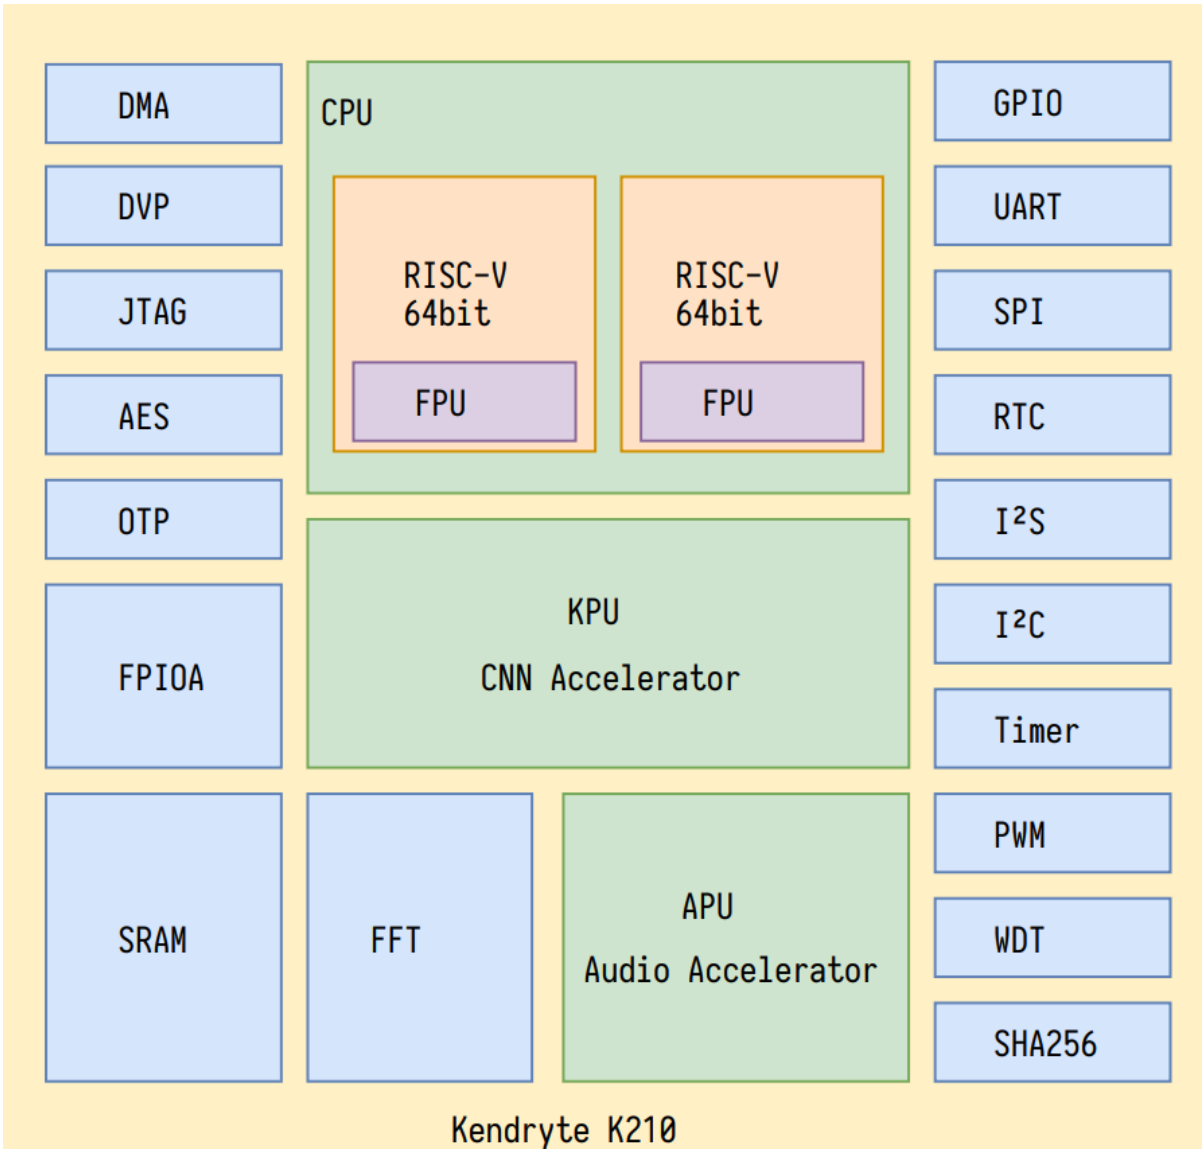 DMA
DVP
JTAG
AES
OTP
FPIOA
SRAM
CPU
RISC-V
64bit
FPU
RISC-V
64bit
FPU
KPU
CNN Accelerator
FFT
APU
Audio Accelerator
GPIO
UART
SPI
RTC
I²S
I²C
Timer
PWM
WDT
SHA256
Kendryte K210